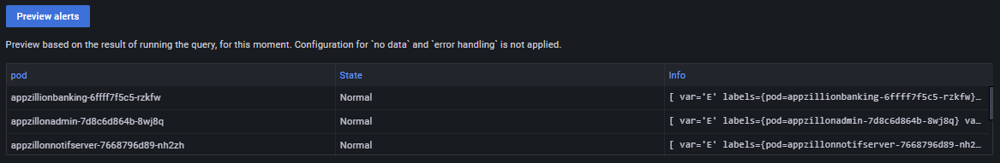 Preview alerts
Preview based on the result of running the query, for this moment. Configuration for `no data` and `error handling` is not applied.
pod State Info
appzillionbanking-6ffff7f5c5-rzkfw Normal [ var='E' labels={pod=appzillionbanking-6ffff7f5c5-rzkfw}…
appzillonadmin-7d8c6d864b-8wj8q Normal [ var='E' labels={pod=appzillonadmin-7d8c6d864b-8wj8q} va…
appzillonnotifserver-7668796d89-nh2zh Normal [ var='E' labels={pod=appzillonnotifserver-7668796d89-nh2…